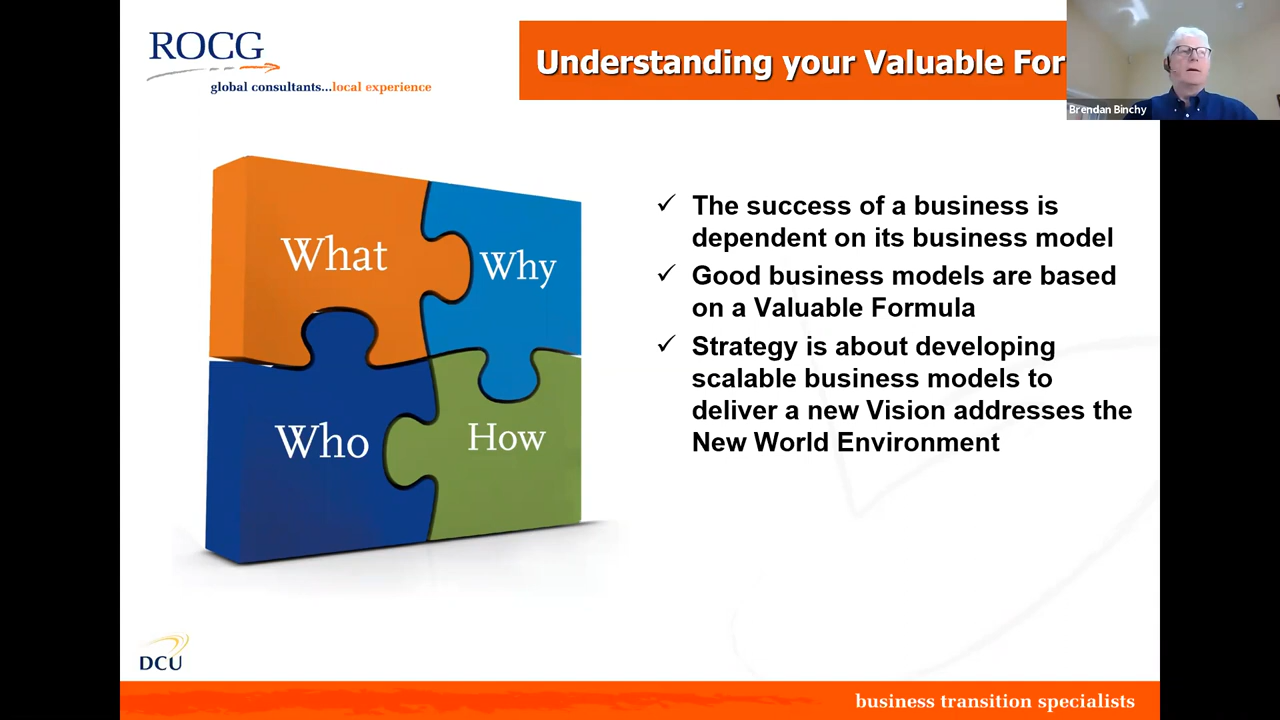 ROCG
global consultants...local experience
Understanding your Valuable For
Brendan Binchy
What
Why
Who
How
✓ The success of a business is
dependent on its business model
✓ Good business models are based
on a Valuable Formula
✓ Strategy is about developing
scalable business models to
deliver a new Vision addresses the
New World Environment
DCU
business transition specialists